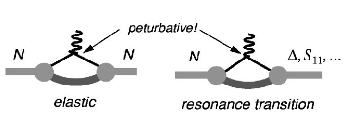 peturbative!
N N N Δ, S₁₁, ...
elastic resonance transition